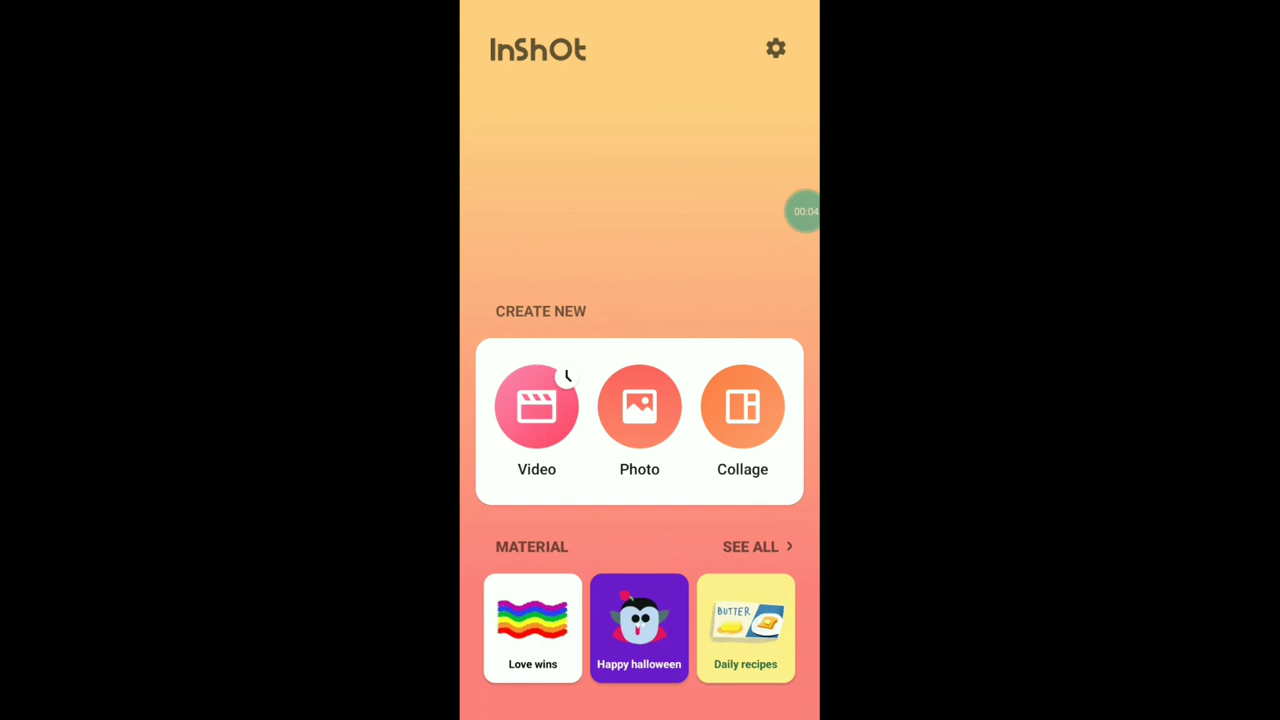 InShOt
00:04
CREATE NEW
Video
Photo
Collage
MATERIAL
SEE ALL
BUTTER
Love wins
Happy halloween
Daily recipes